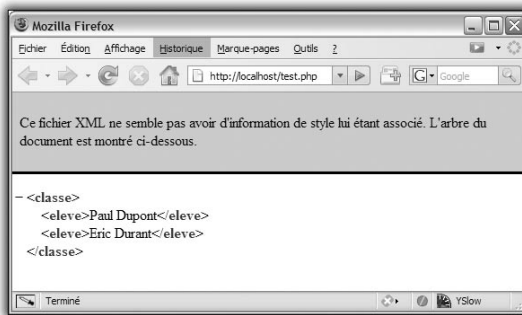 Mozilla Firefox
Fichier Édition Affichage Historique Marque-pages Outils ?
http://localhost/test.php G Google
Ce fichier XML ne semble pas avoir d'information de style lui étant associé. L'arbre du
document est montré ci-dessous.
− <classe>
<eleve>Paul Dupont</eleve>
<eleve>Eric Durant</eleve>
</classe>
Terminé YSlow